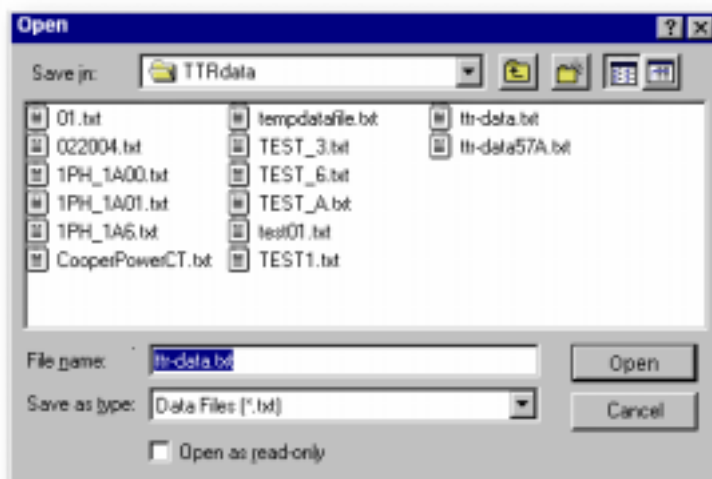 Open
Save in: TTRdata
01.txt
022004.txt
1PH_1A00.txt
1PH_1A01.txt
1PH_1A6.txt
CooperPowerCT.txt
tempdatafile.txt
TEST_3.txt
TEST_6.txt
TEST_A.txt
test01.txt
TEST1.txt
ttr-data.txt
ttr-data57A.txt
File name: ttr-data.txt Open
Save as type: Data Files (*.txt) Cancel
Open as read-only